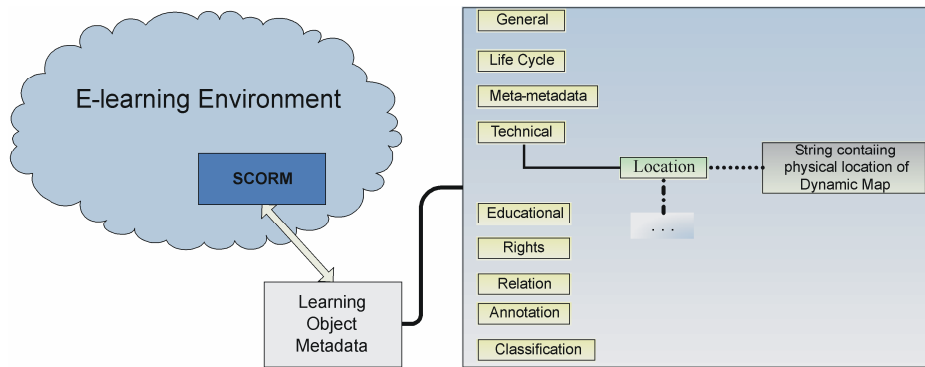 E-learning Environment
SCORM
Learning
Object
Metadata
General
Life Cycle
Meta-metadata
Technical
Location
String contaiing
physical location of
Dynamic Map
. . .
Educational
Rights
Relation
Annotation
Classification